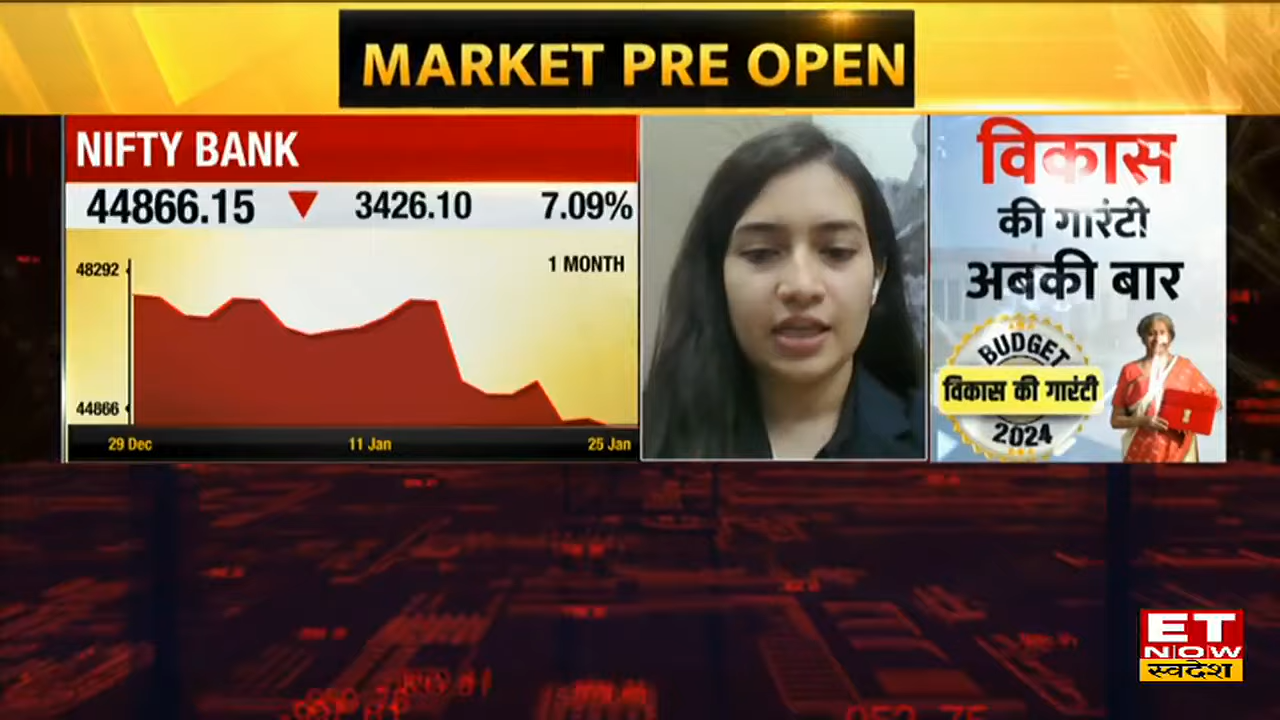 MARKET PRE OPEN
NIFTY BANK
44866.15 ▼ 3426.10 7.09%
1 MONTH
48292
44866
29 Dec 11 Jan 25 Jan
विकास
की गारंटी
अबकी बार
BUDGET
विकास की गारंटी
2024
ET
NOW
स्वदेश